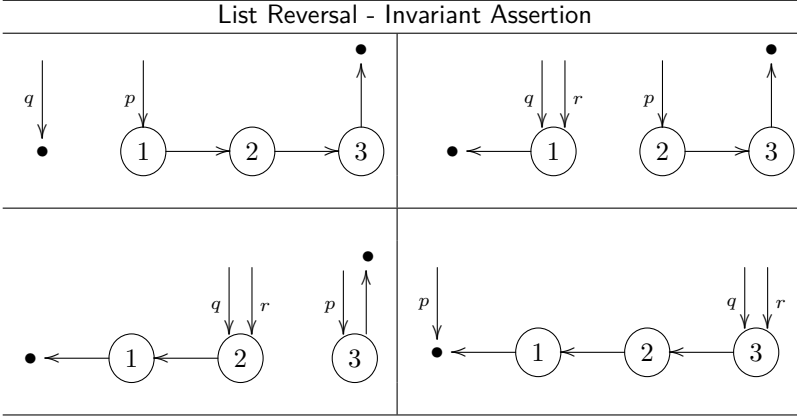 List Reversal - Invariant Assertion
q p 1 2 3
q r p 1 2 3
q r p 1 2 3
p q r 1 2 3